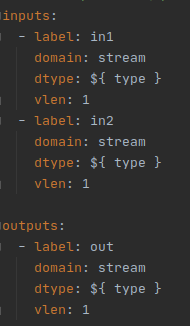 inputs:
- label: in1
domain: stream
dtype: ${ type }
vlen: 1
- label: in2
domain: stream
dtype: ${ type }
vlen: 1
outputs:
- label: out
domain: stream
dtype: ${ type }
vlen: 1